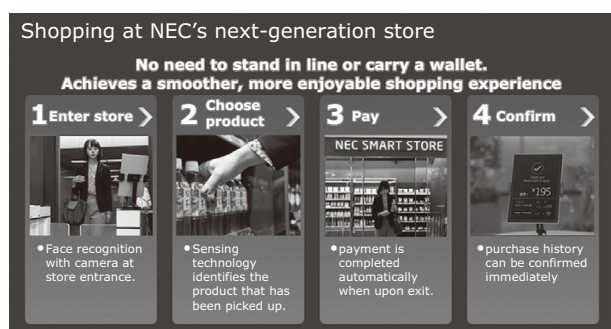 Shopping at NEC's next-generation store
No need to stand in line or carry a wallet.
Achieves a smoother, more enjoyable shopping experience
1 Enter store
2 Choose
product
3 Pay
4 Confirm
NEC SMART STORE
¥195
•Face recognition
with camera at
store entrance.
•Sensing
technology
identifies the
product that has
been picked up.
•payment is
completed
automatically
when upon exit.
•purchase history
can be confirmed
immediately